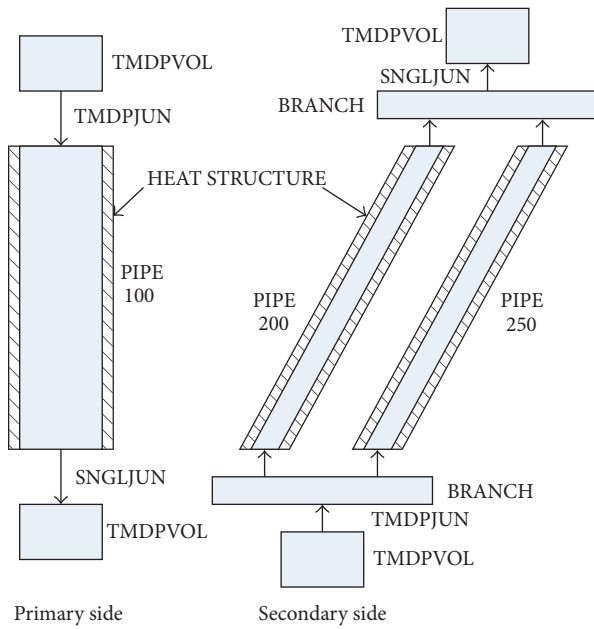 TMDPVOL
TMDPJUN
HEAT STRUCTURE
PIPE
100
SNGLJUN
TMDPVOL
Primary side
TMDPVOL
SNGLJUN
BRANCH
PIPE
200
PIPE
250
BRANCH
TMDPJUN
TMDPVOL
Secondary side